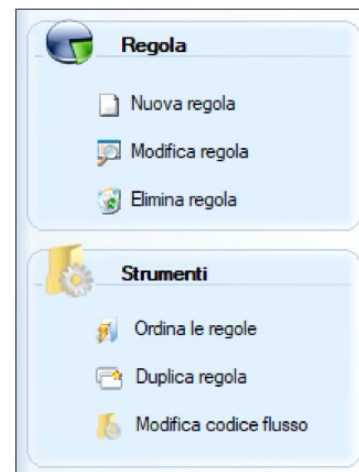 Regola
Nuova regola
Modifica regola
Elimina regola
Strumenti
Ordina le regole
Duplica regola
Modifica codice flusso